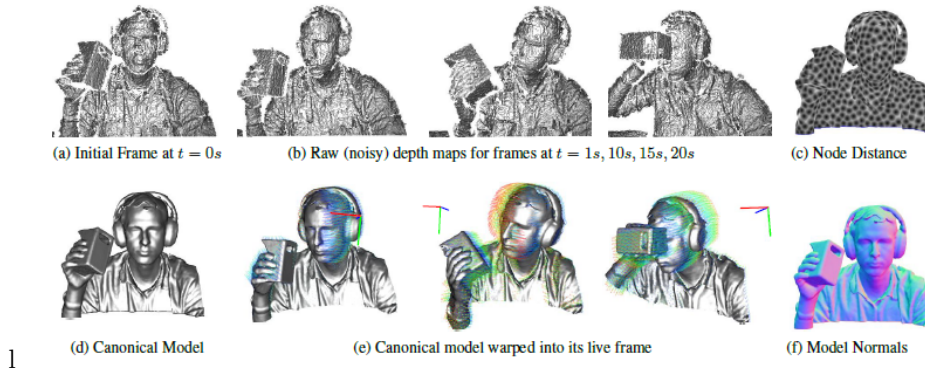 (a) Initial Frame at t = 0s
(b) Raw (noisy) depth maps for frames at t = 1s, 10s, 15s, 20s
(c) Node Distance
(d) Canonical Model
(e) Canonical model warped into its live frame
(f) Model Normals
l